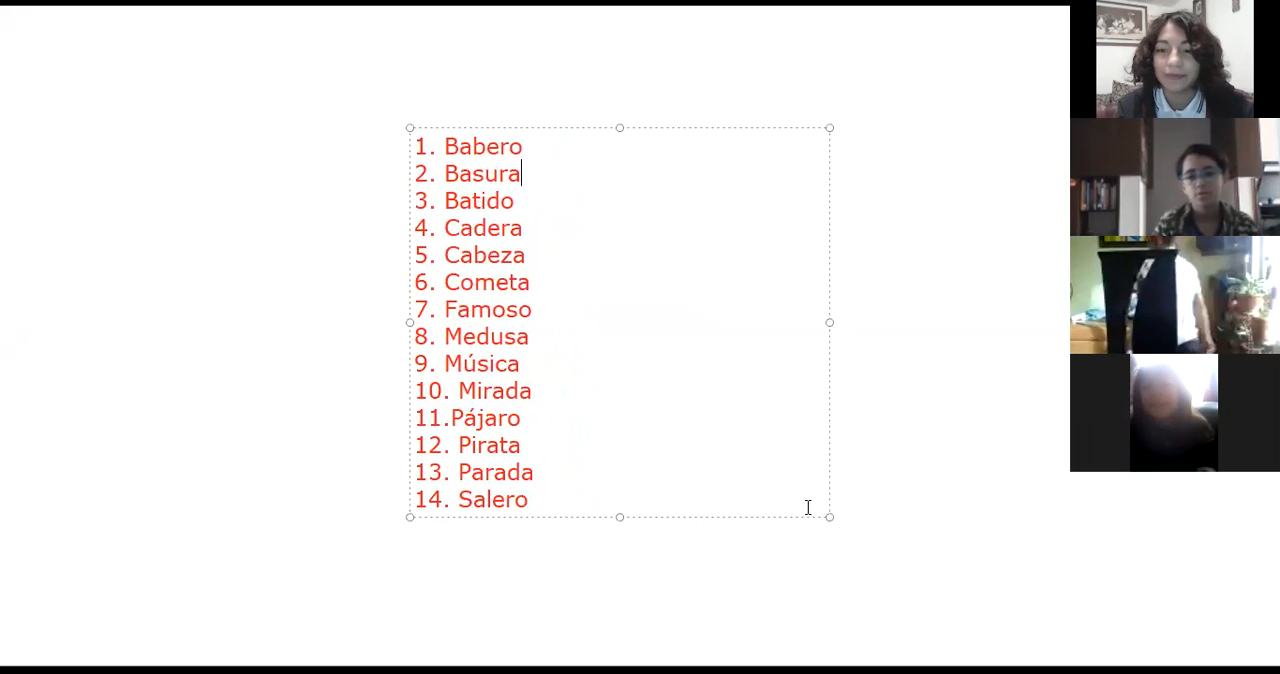 1. Babero
2. Basura
3. Batido
4. Cadera
5. Cabeza
6. Cometa
7. Famoso
8. Medusa
9. Música
10. Mirada
11.Pájaro
12. Pirata
13. Parada
14. Salero